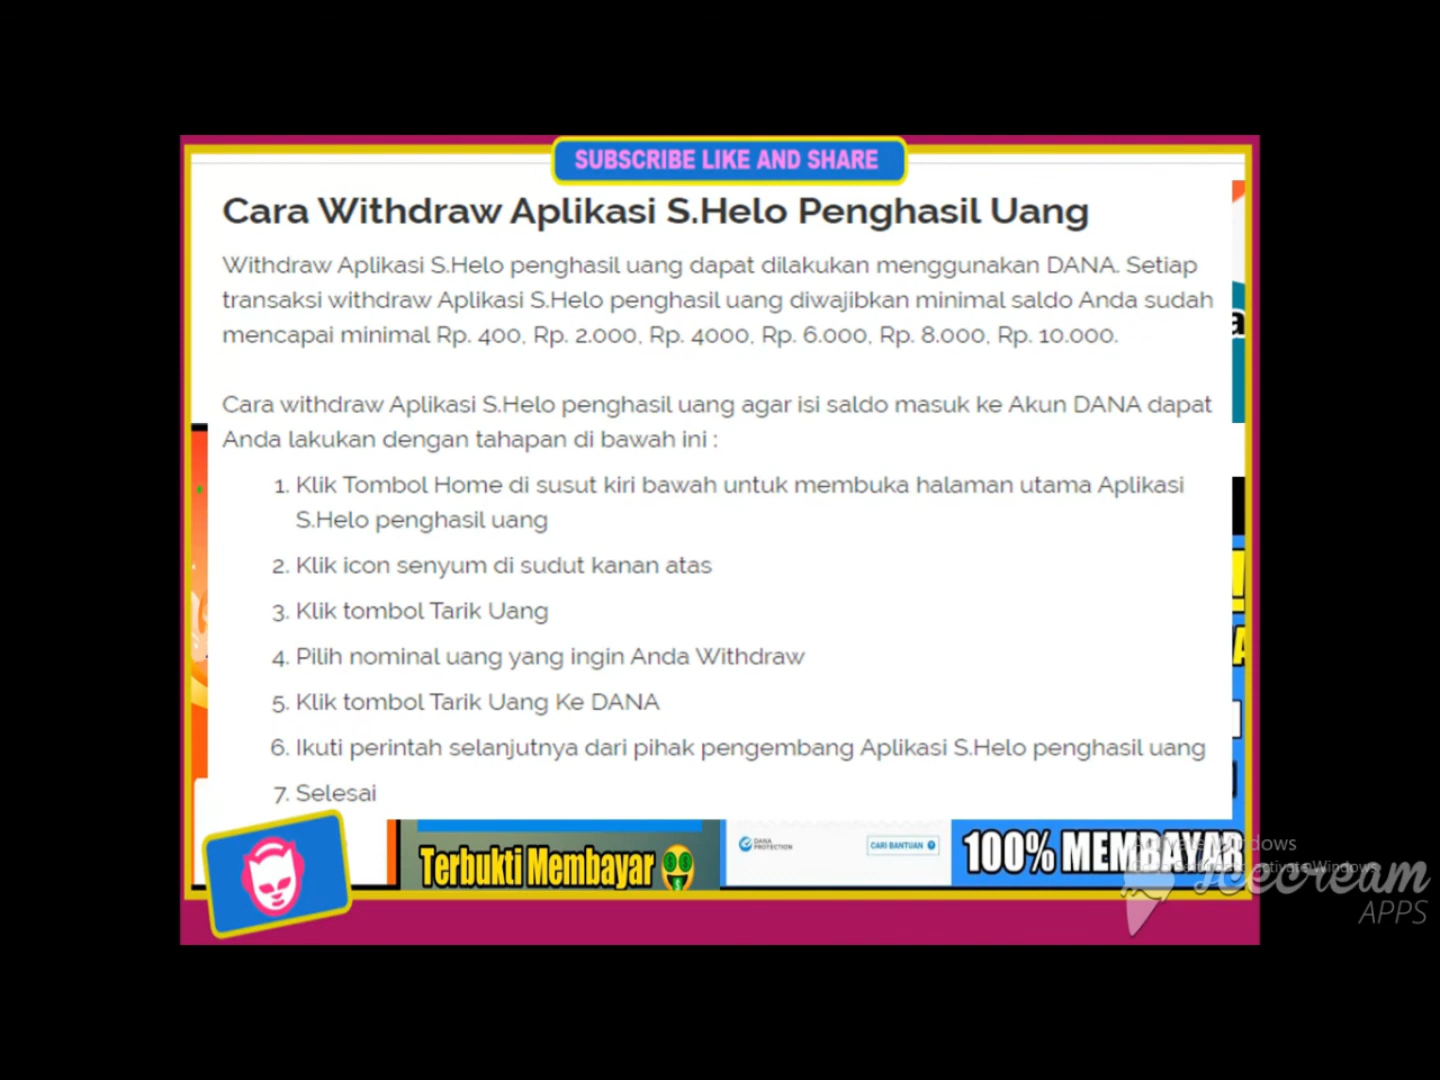 SUBSCRIBE LIKE AND SHARE
Cara Withdraw Aplikasi S.Helo Penghasil Uang
Withdraw Aplikasi S.Helo penghasil uang dapat dilakukan menggunakan DANA. Setiap
transaksi withdraw Aplikasi S.Helo penghasil uang diwajibkan minimal saldo Anda sudah
mencapai minimal Rp. 400, Rp. 2.000, Rp. 4000, Rp. 6.000, Rp. 8.000, Rp. 10.000.
Cara withdraw Aplikasi S.Helo penghasil uang agar isi saldo masuk ke Akun DANA dapat
Anda lakukan dengan tahapan di bawah ini :
1. Klik Tombol Home di susut kiri bawah untuk membuka halaman utama Aplikasi
S.Helo penghasil uang
2. Klik icon senyum di sudut kanan atas
3. Klik tombol Tarik Uang
4. Pilih nominal uang yang ingin Anda Withdraw
5. Klik tombol Tarik Uang Ke DANA
6. Ikuti perintah selanjutnya dari pihak pengembang Aplikasi S.Helo penghasil uang
7. Selesai
Terbukti Membayar
DANA
PROTECTION
CARI BANTUAN
100% MEMBAYAR
Icecream
APPS